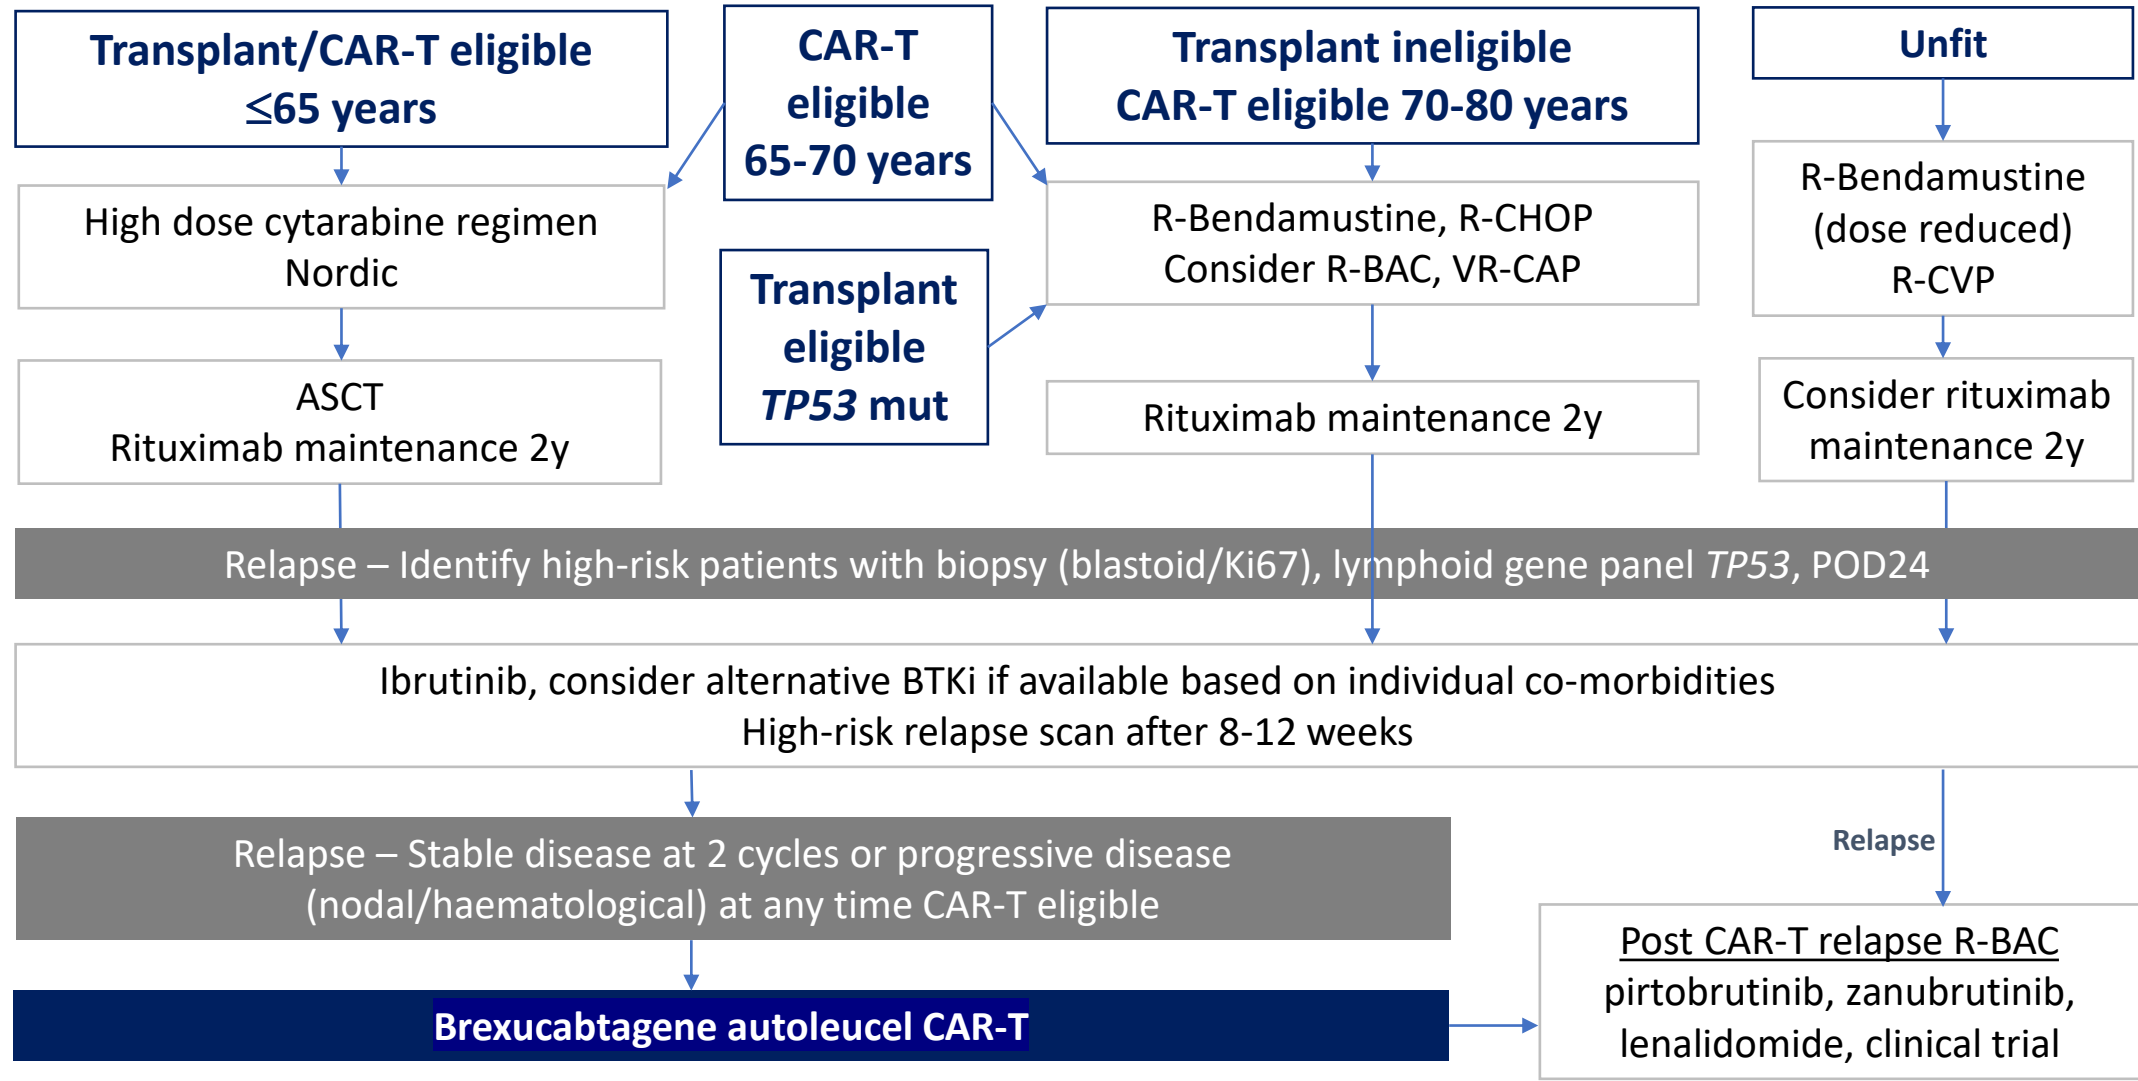 Transplant/CAR-T eligible
≤65 years
CAR-T
eligible
65-70 years
Transplant ineligible
CAR-T eligible 70-80 years
Unfit
High dose cytarabine regimen
Nordic
R-Bendamustine, R-CHOP
Consider R-BAC, VR-CAP
R-Bendamustine
(dose reduced)
R-CVP
Transplant
eligible
TP53 mut
ASCT
Rituximab maintenance 2y
Rituximab maintenance 2y
Consider rituximab
maintenance 2y
Relapse – Identify high-risk patients with biopsy (blastoid/Ki67), lymphoid gene panel TP53, POD24
Ibrutinib, consider alternative BTKi if available based on individual co-morbidities
High-risk relapse scan after 8-12 weeks
Relapse – Stable disease at 2 cycles or progressive disease
(nodal/haematological) at any time CAR-T eligible
Relapse
Brexucabtagene autoleucel CAR-T
Post CAR-T relapse R-BAC
pirtobrutinib, zanubrutinib,
lenalidomide, clinical trial